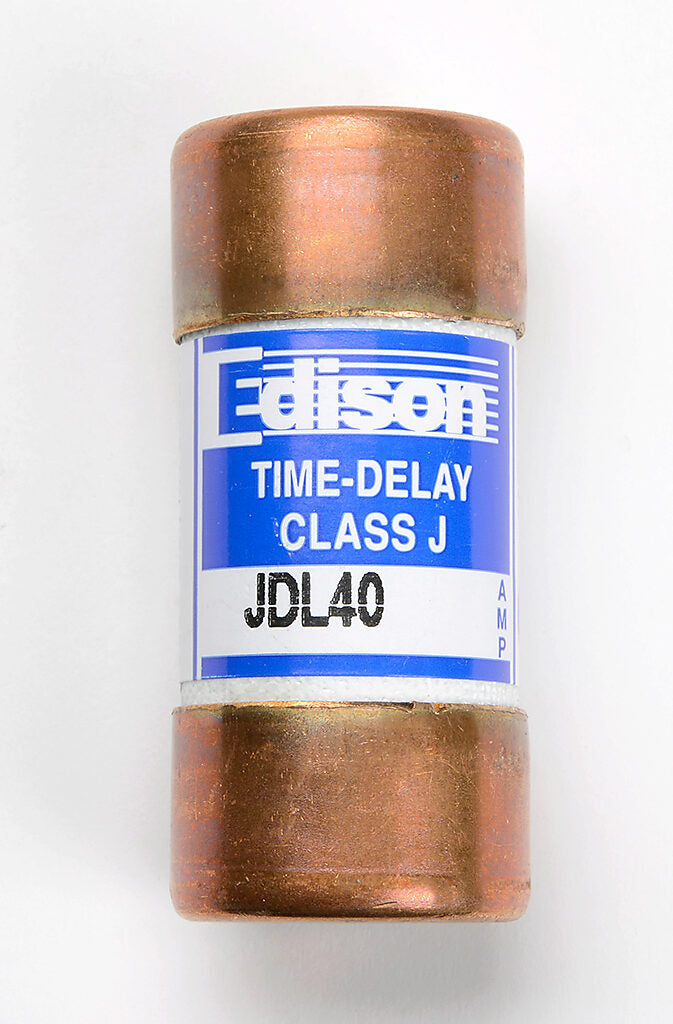 Edison
TIME-DELAY
CLASS J
JDL40
AMP